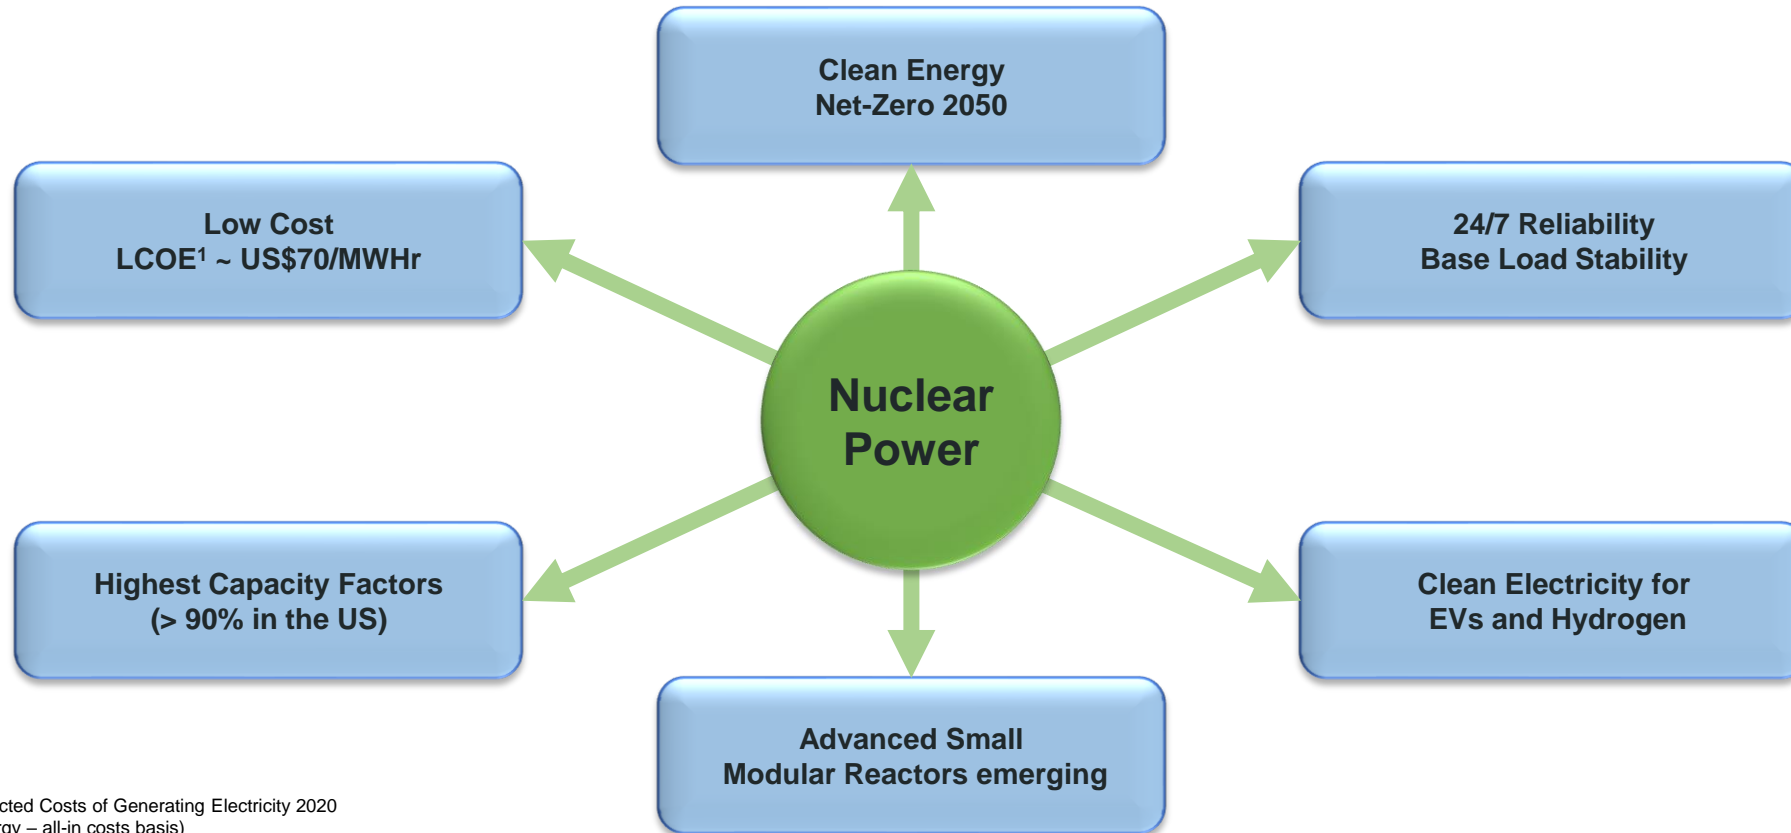 Clean Energy
Net-Zero 2050
Low Cost
LCOE¹ ~ US$70/MWHr
24/7 Reliability
Base Load Stability
Nuclear
Power
Highest Capacity Factors
(> 90% in the US)
Clean Electricity for
EVs and Hydrogen
Advanced Small
Modular Reactors emerging
Costs of Generating Electricity 2020
– all-in costs basis)